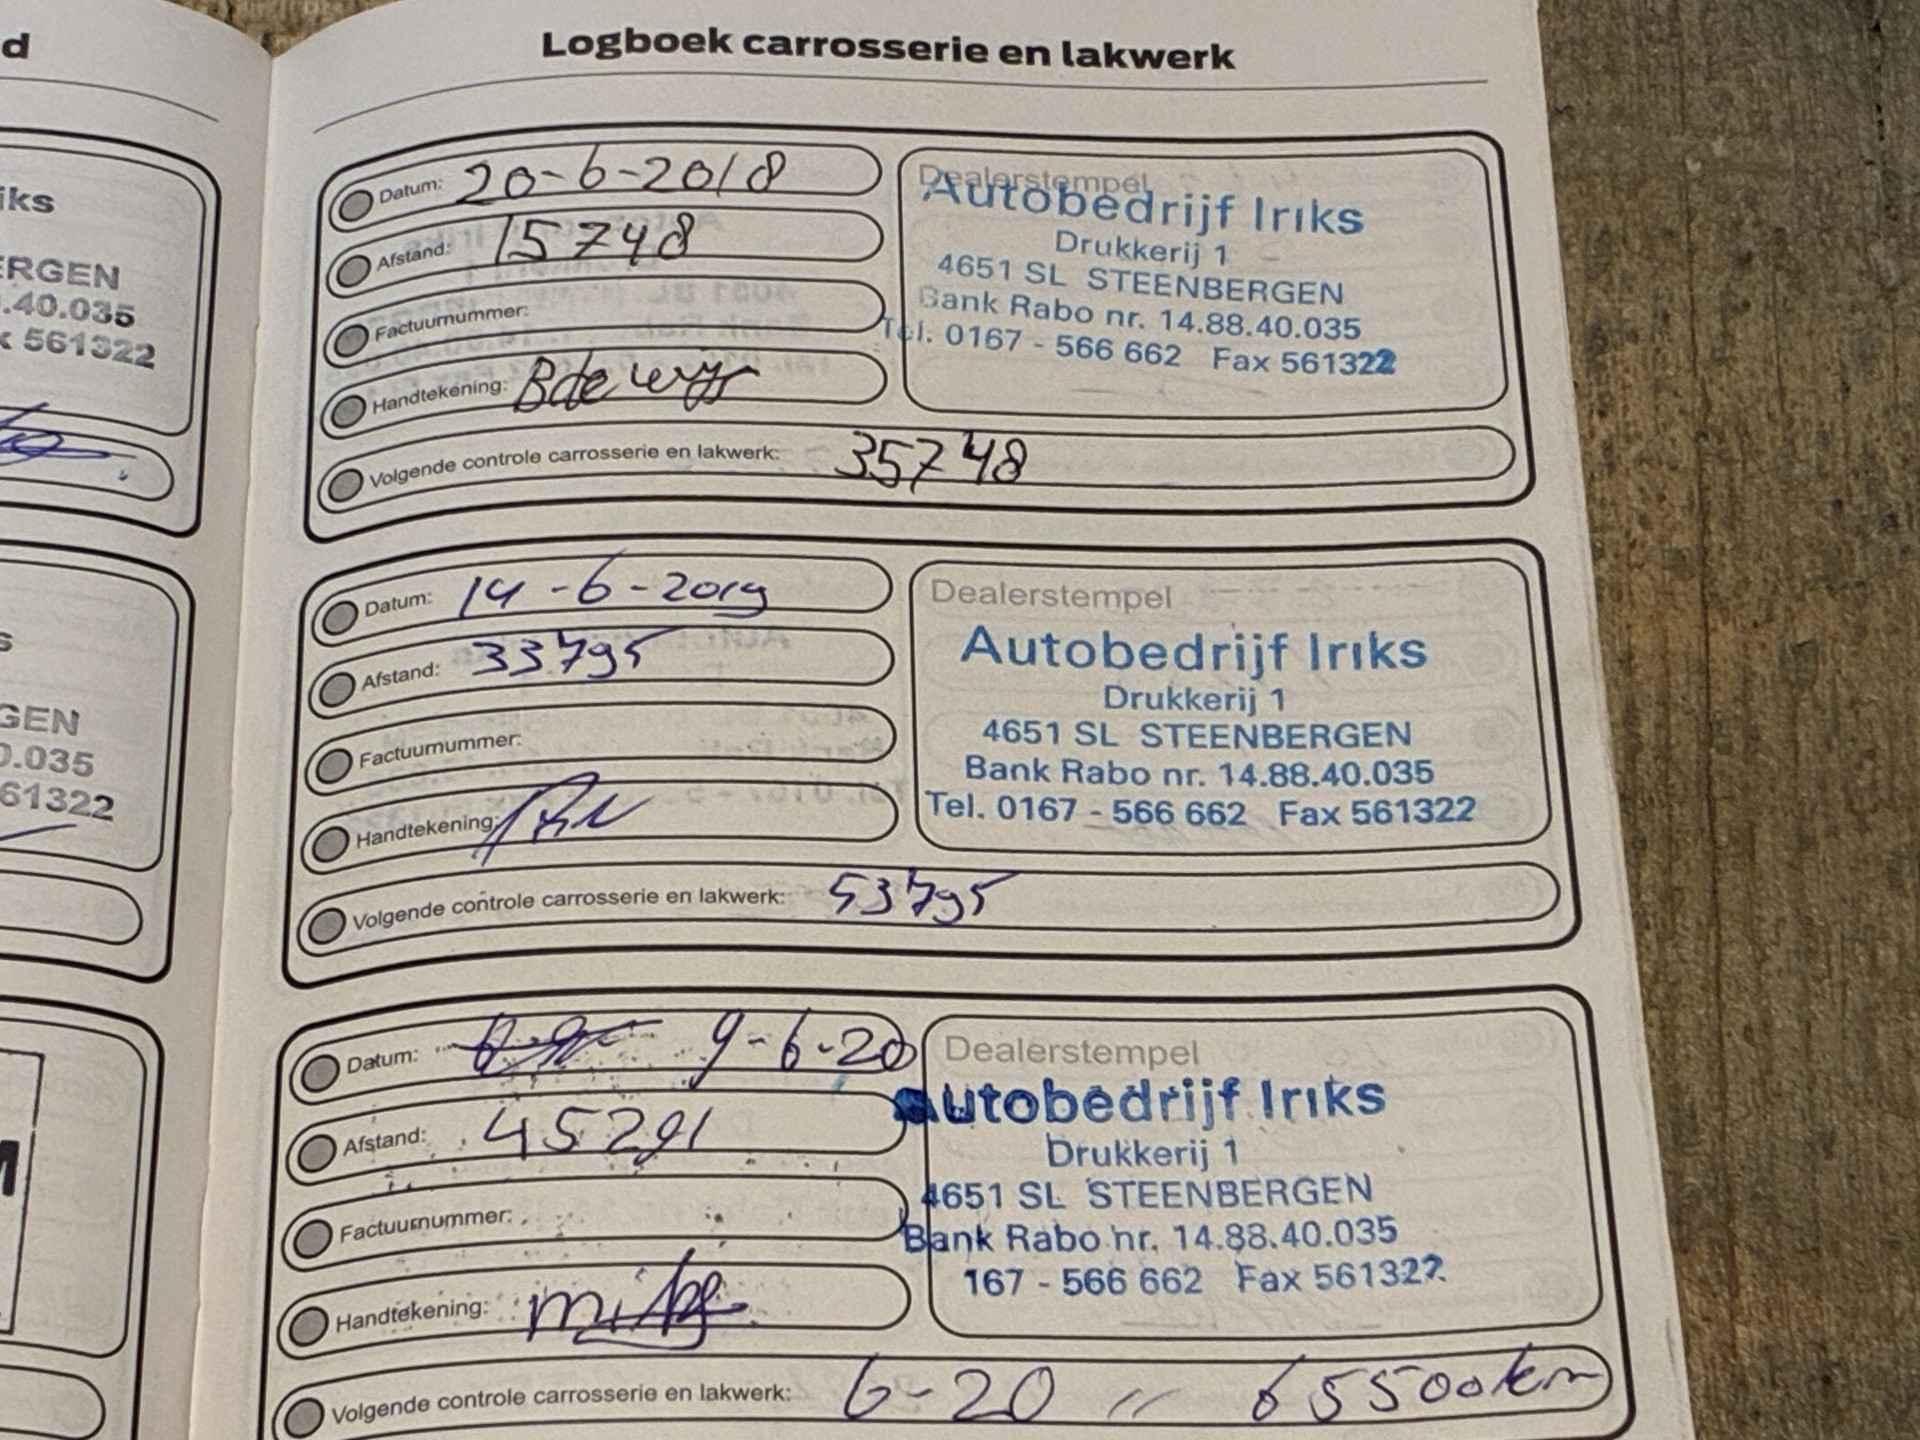 d
Logboek carrosserie en lakwerk
iks
ERGEN
.40.035
x 561322
Datum: 20-6-2018
Afstand: 15748
Factuurnummer:
Handtekening:
Volgende controle carrosserie en lakwerk: 35748
Dealerstempel
Autobedrijf Iriks
Drukkerij 1
4651 SL STEENBERGEN
Bank Rabo nr. 14.88.40.035
Tel. 0167 - 566 662 Fax 561322
s
GEN
0.035
61322
Datum: 14-6-2019
Afstand: 33795
Factuurnummer:
Handtekening:
Volgende controle carrosserie en lakwerk: 53795
Dealerstempel
Autobedrijf Iriks
Drukkerij 1
4651 SL STEENBERGEN
Bank Rabo nr. 14.88.40.035
Tel. 0167 - 566 662 Fax 561322
M
Datum: 9-6-20
Afstand: 45291
Factuurnummer:
Handtekening:
Volgende controle carrosserie en lakwerk: 6-20 " 65500km
Dealerstempel
Autobedrijf Iriks
Drukkerij 1
4651 SL STEENBERGEN
Bank Rabo nr. 14.88.40.035
167 - 566 662 Fax 561322